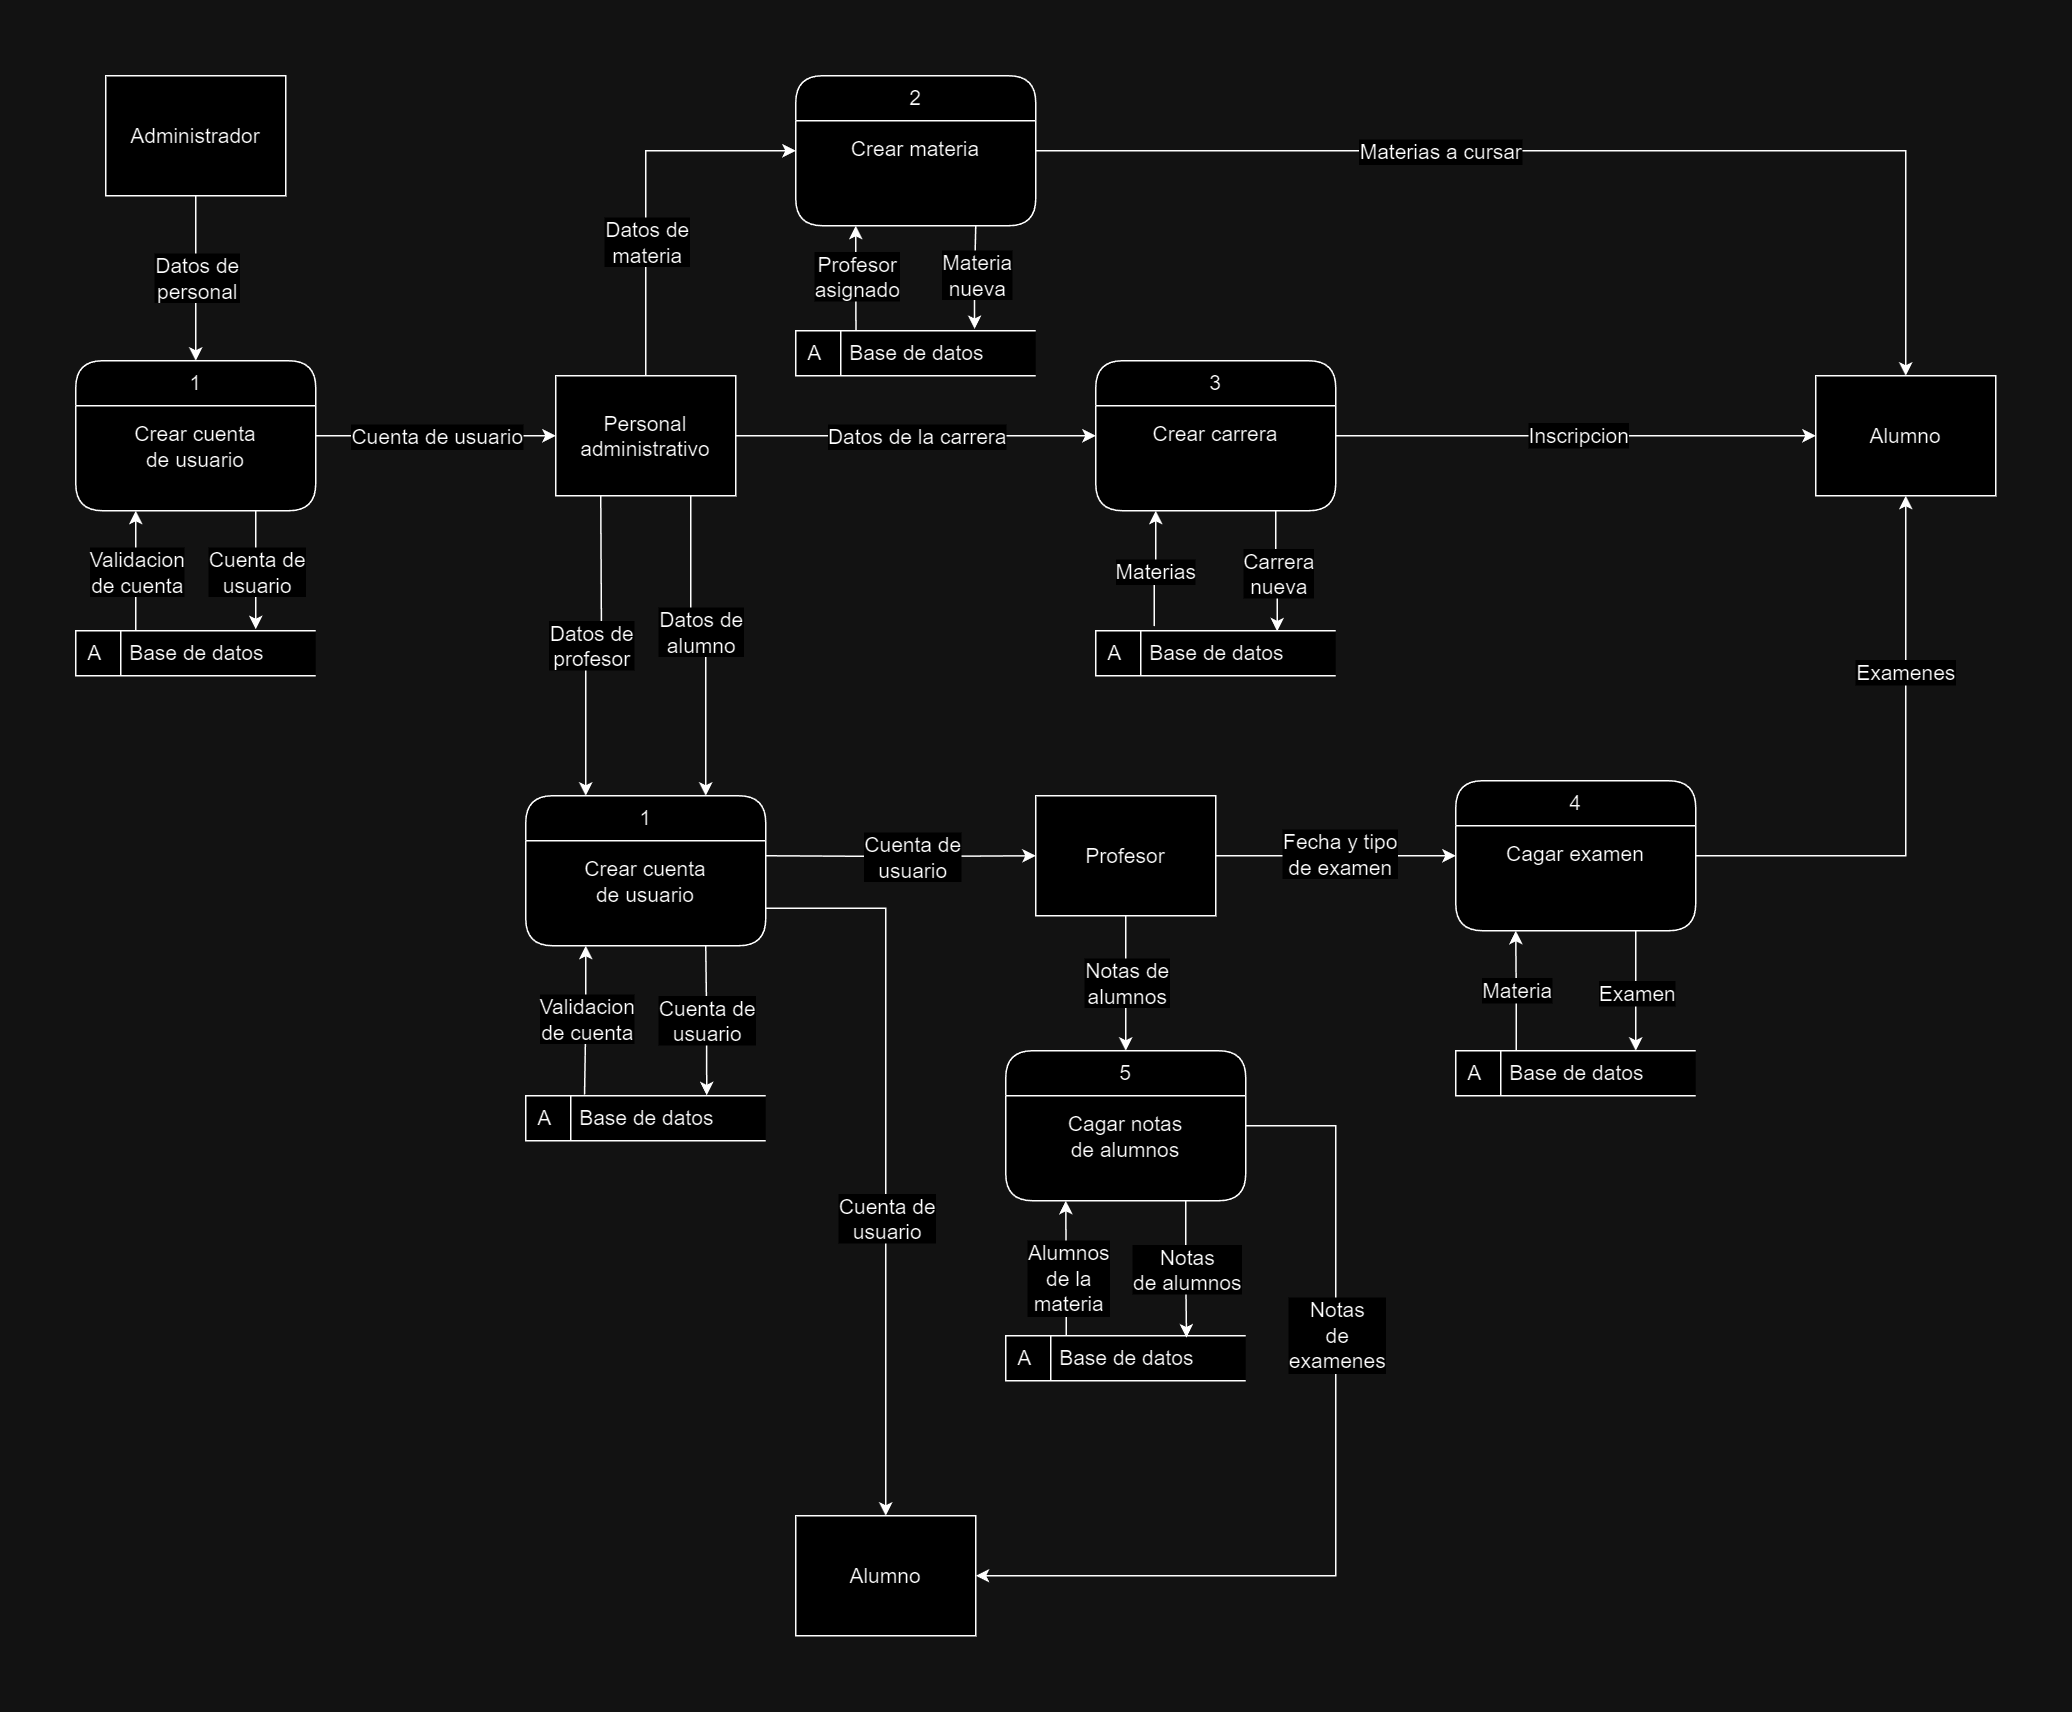 Administrador
Datos de
personal
1
Crear cuenta
de usuario
Validacion
de cuenta
Cuenta de
usuario
A
Base de datos
Cuenta de usuario
Personal
administrativo
Datos de
materia
2
Crear materia
Profesor
asignado
Materia
nueva
A
Base de datos
Materias a cursar
Datos de la carrera
3
Crear carrera
Materias
Carrera
nueva
A
Base de datos
Inscripcion
Alumno
Datos de
profesor
Datos de
alumno
1
Crear cuenta
de usuario
Validacion
de cuenta
Cuenta de
usuario
A
Base de datos
Cuenta de
usuario
Profesor
Fecha y tipo
de examen
4
Cagar examen
Materia
Examen
A
Base de datos
Examenes
Notas de
alumnos
5
Cagar notas
de alumnos
Alumnos
de la
materia
Notas
de alumnos
A
Base de datos
Cuenta de
usuario
Notas
de
examenes
Alumno